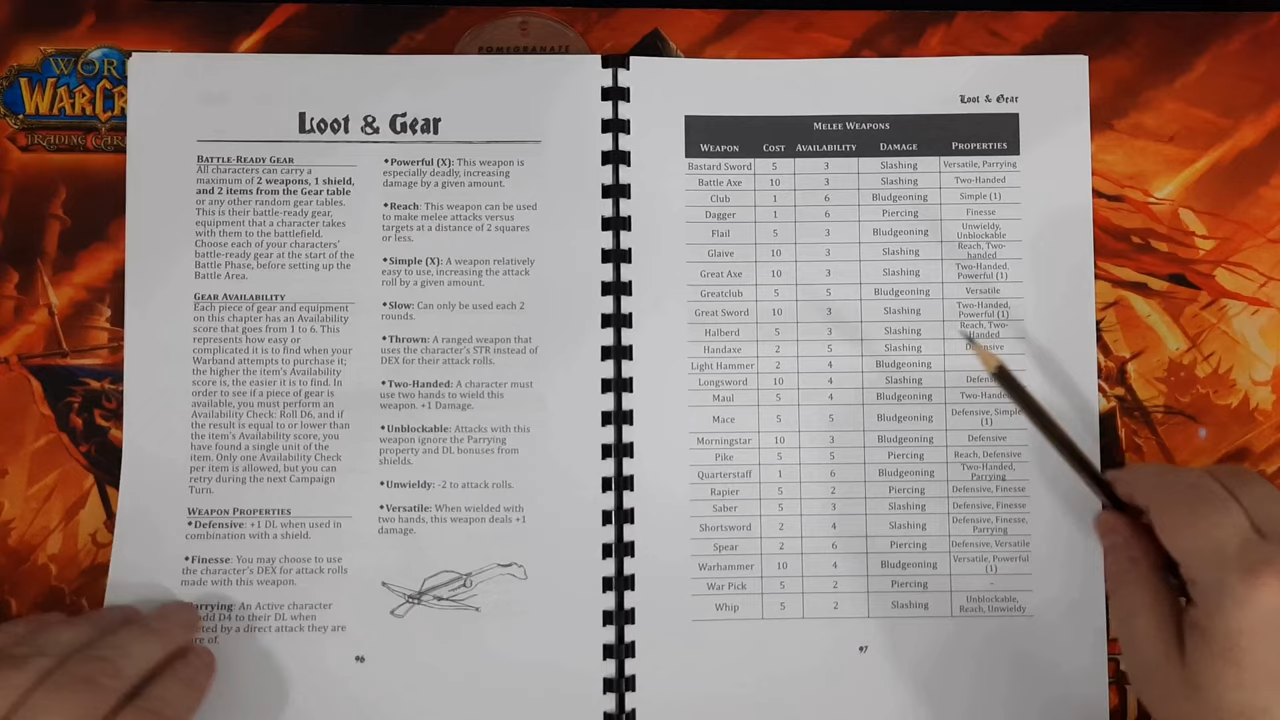 WORL
WARCR
TRADING CAR
POMEGRANATE
Loot & Gear
BATTLE-READY GEAR
All characters can carry a
maximum of 2 weapons, 1 shield,
and 2 items from the Gear table
or any other random gear tables.
This is their battle-ready gear,
equipment that a character takes
with them to the battlefield.
Choose each of your characters'
battle-ready gear at the start of the
Battle Phase, before setting up the
Battle Area.
GEAR AVAILABILITY
Each piece of gear and equipment
on this chapter has an Availability
score that goes from 1 to 6. This
represents how easy or
complicated it is to find when your
Warband attempts to purchase it;
the higher the item's Availability
score is, the easier it is to find. In
order to see if a piece of gear is
available, you must perform an
Availability Check: Roll D6, and if
the result is equal to or lower than
the item's Availability score, you
have found a single unit of the
item. Only one Availability Check
per item is allowed, but you can
retry during the next Campaign
Turn.
WEAPON PROPERTIES
◆Defensive: +1 DL when used in
combination with a shield.
◆Finesse: You may choose to use
the character's DEX for attack rolls
made with this weapon.
arrying: An Active character
add D4 to their DL when
eted by a direct attack they are
re of.
◆Powerful (X): This weapon is
especially deadly, increasing
damage by a given amount.
◆Reach: This weapon can be used
to make melee attacks versus
targets at a distance of 2 squares
or less.
◆Simple (X): A weapon relatively
easy to use, increasing the attack
roll by a given amount.
◆Slow: Can only be used each 2
rounds.
◆Thrown: A ranged weapon that
uses the character's STR instead of
DEX for their attack rolls.
◆Two-Handed: A character must
use two hands to wield this
weapon. +1 Damage.
◆Unblockable: Attacks with this
weapon ignore the Parrying
property and DL bonuses from
shields.
◆Unwieldy: -2 to attack rolls.
◆Versatile: When wielded with
two hands, this weapon deals +1
damage.
96
Loot & Gear
MELEE WEAPONS
WEAPON COST AVAILABILITY DAMAGE PROPERTIES
Bastard Sword 5 3 Slashing Versatile, Parrying
Battle Axe 10 3 Slashing Two-Handed
Club 1 6 Bludgeoning Simple (1)
Dagger 1 6 Piercing Finesse
Flail 5 3 Bludgeoning Unwieldy,
Unblockable
Glaive 10 3 Slashing Reach, Two-
handed
Great Axe 10 3 Slashing Two-Handed,
Powerful (1)
Greatclub 5 5 Bludgeoning Versatile
Great Sword 10 3 Slashing Two-Handed,
Powerful (1)
Halberd 5 3 Slashing Reach, Two-
Handed
Handaxe 2 5 Slashing Defensive
Light Hammer 2 4 Bludgeoning
Longsword 10 4 Slashing Defens
Maul 5 4 Bludgeoning Two-Hande
Mace 5 5 Bludgeoning Defensive, Simple
(1)
Morningstar 10 3 Bludgeoning Defensive
Pike 5 5 Piercing Reach, Defensive
Quarterstaff 1 6 Bludgeoning Two-Handed,
Parrying
Rapier 5 2 Piercing Defensive, Finesse
Saber 5 3 Slashing Defensive, Finesse
Shortsword 2 4 Slashing Defensive, Finesse,
Parrying
Spear 2 6 Piercing Defensive, Versatile
Warhammer 10 4 Bludgeoning Versatile, Powerful
(1)
War Pick 5 2 Piercing -
Whip 5 2 Slashing Unblockable,
Reach, Unwieldy
97